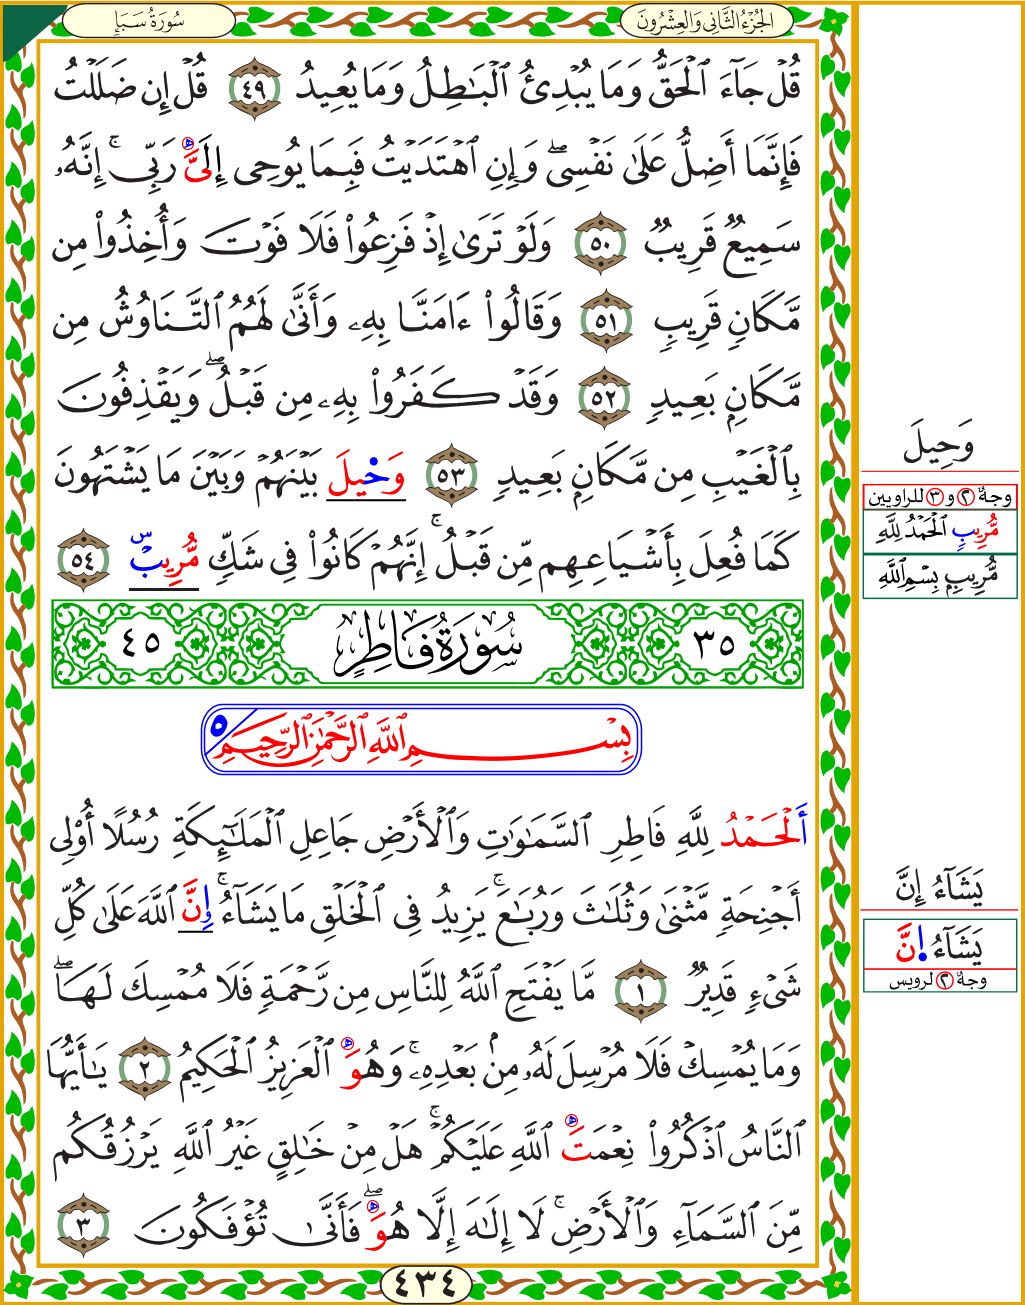 سُورَةُ سَبَإٖ
الجُزْءُ الثَّانِي وَالعِشْرُونَ
قُلْ جَآءَ ٱلْحَقُّ وَمَا يُبْدِئُ ٱلْبَـٰطِلُ وَمَا يُعِيدُ ٤٩ قُلْ إِن ضَلَلْتُ
فَإِنَّمَآ أَضِلُّ عَلَىٰ نَفْسِىۖ وَإِنِ ٱهْتَدَيْتُ فَبِمَا يُوحِى إِلَىَّ رَبِّىۚ إِنَّهُۥ
سَمِيعٌ قَرِيبٌ ٥٠ وَلَوْ تَرَىٰ إِذْ فَزِعُوا۟ فَلَا فَوْتَ وَأُخِذُوا۟ مِن
مَّكَانٍ قَرِيبٍ ٥١ وَقَالُوٓا۟ ءَامَنَّا بِهِۦ وَأَنَّىٰ لَهُمُ ٱلتَّنَاوُشُ مِن
مَّكَانٍۭ بَعِيدٍ ٥٢ وَقَدْ كَفَرُوا۟ بِهِۦ مِن قَبْلُۖ وَيَقْذِفُونَ
بِٱلْغَيْبِ مِن مَّكَانٍۭ بَعِيدٍ ٥٣ وَحِيلَ بَيْنَهُمْ وَبَيْنَ مَا يَشْتَهُونَ
كَمَا فُعِلَ بِأَشْيَاعِهِم مِّن قَبْلُۚ إِنَّهُمْ كَانُوا۟ فِى شَكٍّ مُّرِيبٍۭ ٥٤
٣٥ سُورَةُ فَاطِرٍ ٤٥
بِسْمِ ٱللَّهِ ٱلرَّحْمَـٰنِ ٱلرَّحِيمِ ٥
أَلْحَمْدُ لِلَّهِ فَاطِرِ ٱلسَّمَـٰوَٰتِ وَٱلْأَرْضِ جَاعِلِ ٱلْمَلَـٰٓئِكَةِ رُسُلًا أُو۟لِى
أَجْنِحَةٍ مَّثْنَىٰ وَثُلَـٰثَ وَرُبَـٰعَۚ يَزِيدُ فِى ٱلْخَلْقِ مَا يَشَآءُۚ إِنَّ ٱللَّهَ عَلَىٰ كُلِّ
شَىْءٍ قَدِيرٌ ١ مَّا يَفْتَحِ ٱللَّهُ لِلنَّاسِ مِن رَّحْمَةٍ فَلَا مُمْسِكَ لَهَاۖ
وَمَا يُمْسِكْ فَلَا مُرْسِلَ لَهُۥ مِنۢ بَعْدِهِۦۚ وَهُوَ ٱلْعَزِيزُ ٱلْحَكِيمُ ٢ يَـٰٓأَيُّهَا
ٱلنَّاسُ ٱذْكُرُوا۟ نِعْمَتَ ٱللَّهِ عَلَيْكُمْۚ هَلْ مِنْ خَـٰلِقٍ غَيْرُ ٱللَّهِ يَرْزُقُكُم
مِّنَ ٱلسَّمَآءِ وَٱلْأَرْضِۚ لَآ إِلَـٰهَ إِلَّا هُوَۖ فَأَنَّىٰ تُؤْفَكُونَ ٣
٤٣٤
وَحِيلَ
وجهٌ ٢ و ٣ للراويين
مُّرِيبٍ ٱلْحَمْدُ لِلَّهِ
مُّرِيبٍۭ بِسْمِ ٱللَّهِ
يَشَآءُ إِنَّ
يَشَآءُ إِنَّ
وجهٌ ٢ لرويس